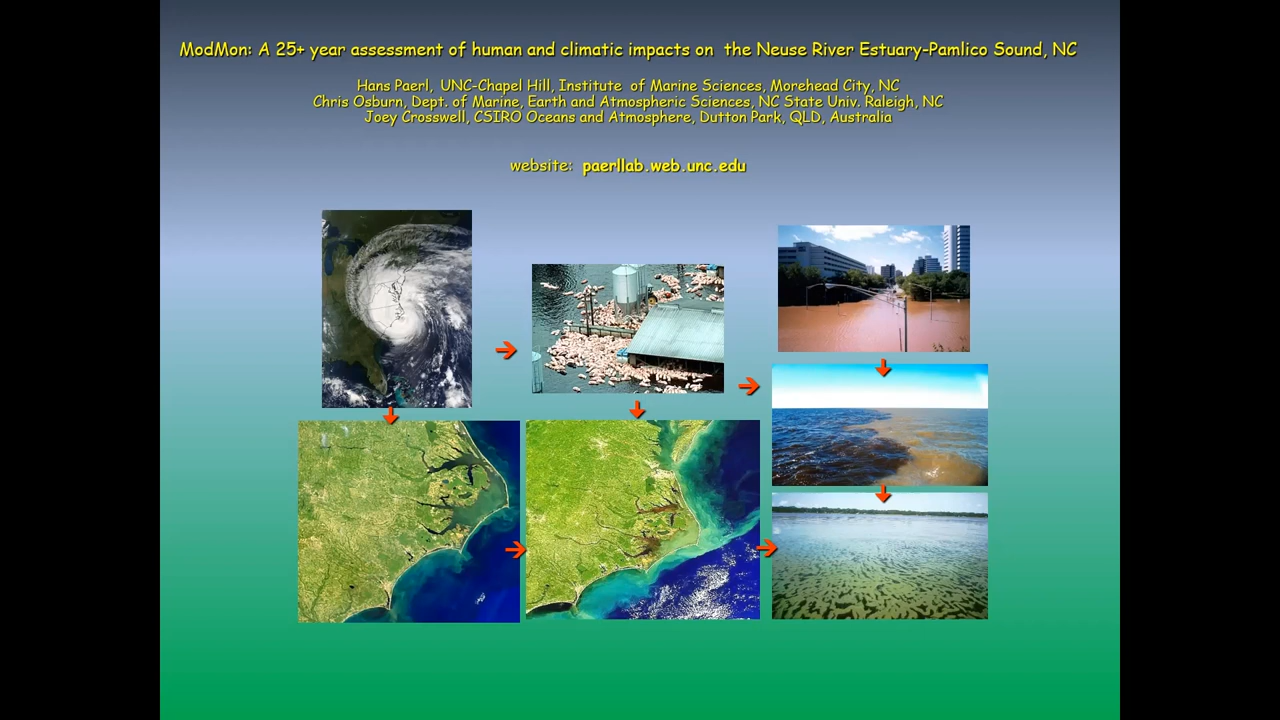 ModMon: A 25+ year assessment of human and climatic impacts on the Neuse River Estuary-Pamlico Sound, NC
Hans Paerl, UNC-Chapel Hill, Institute of Marine Sciences, Morehead City, NC
Chris Osburn, Dept. of Marine, Earth and Atmospheric Sciences, NC State Univ. Raleigh, NC
Joey Crosswell, CSIRO Oceans and Atmosphere, Dutton Park, QLD, Australia
website: paerllab.web.unc.edu